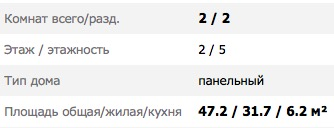 Комнат всего/разд. 2 / 2
Этаж / этажность 2 / 5
Тип дома панельный
Площадь общая/жилая/кухня 47.2 / 31.7 / 6.2 м²